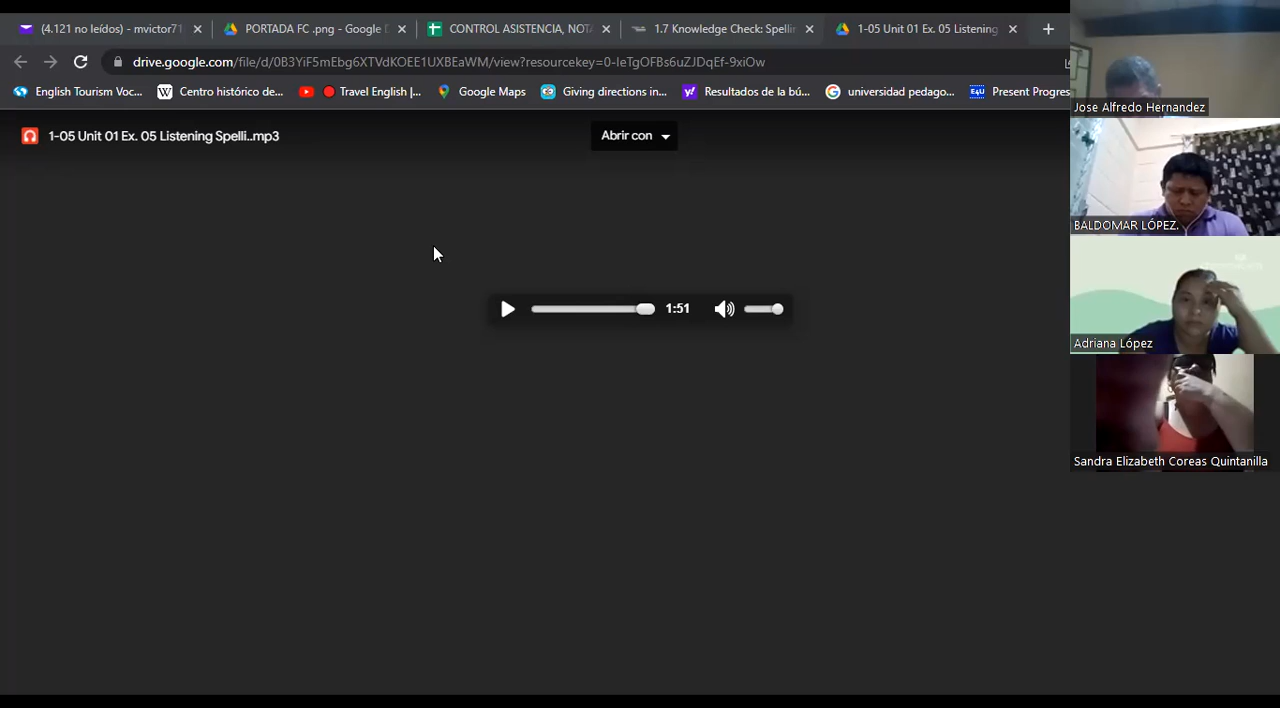 (4.121 no leídos) - mvictor71
PORTADA FC .png - Google D
CONTROL ASISTENCIA, NOTA
1.7 Knowledge Check: Spellin
1-05 Unit 01 Ex. 05 Listening
drive.google.com/file/d/0B3YiF5mEbg6XTVdKOEE1UXBEaWM/view?resourcekey=0-IeTgOFBs6uZJDqEf-9xiOw
English Tourism Voc...
Centro histórico de...
Travel English |...
Google Maps
Giving directions in...
Resultados de la bú...
universidad pedago...
Present Progres
1-05 Unit 01 Ex. 05 Listening Spelli..mp3
Abrir con
1:51
Jose Alfredo Hernandez
BALDOMAR LÓPEZ.
Adriana López
Sandra Elizabeth Coreas Quintanilla